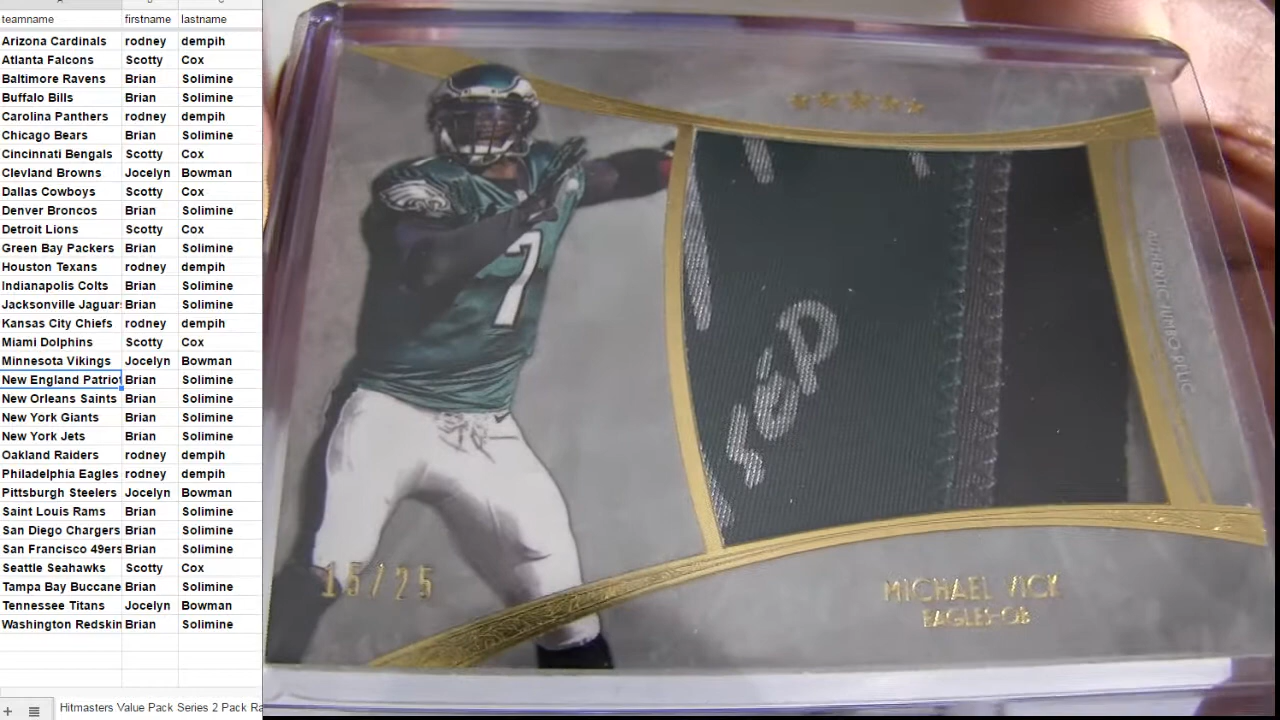 teamname firstname lastname
Arizona Cardinals rodney dempih
Atlanta Falcons Scotty Cox
Baltimore Ravens Brian Solimine
Buffalo Bills Brian Solimine
Carolina Panthers rodney dempih
Chicago Bears Brian Solimine
Cincinnati Bengals Scotty Cox
Clevland Browns Jocelyn Bowman
Dallas Cowboys Scotty Cox
Denver Broncos Brian Solimine
Detroit Lions Scotty Cox
Green Bay Packers Brian Solimine
Houston Texans rodney dempih
Indianapolis Colts Brian Solimine
Jacksonville Jaguar Brian Solimine
Kansas City Chiefs rodney dempih
Miami Dolphins Scotty Cox
Minnesota Vikings Jocelyn Bowman
New England Patriot Brian Solimine
New Orleans Saints Brian Solimine
New York Giants Brian Solimine
New York Jets Brian Solimine
Oakland Raiders rodney dempih
Philadelphia Eagles rodney dempih
Pittsburgh Steelers Jocelyn Bowman
Saint Louis Rams Brian Solimine
San Diego Chargers Brian Solimine
San Francisco 49ers Brian Solimine
Seattle Seahawks Scotty Cox
Tampa Bay Buccane Brian Solimine
Tennessee Titans Jocelyn Bowman
Washington Redskin Brian Solimine
Hitmasters Value Pack Series 2 Pack Ra
7
15/25
AUTHENTIC JUMBO RELIC
MICHAEL VICK
EAGLES-QB